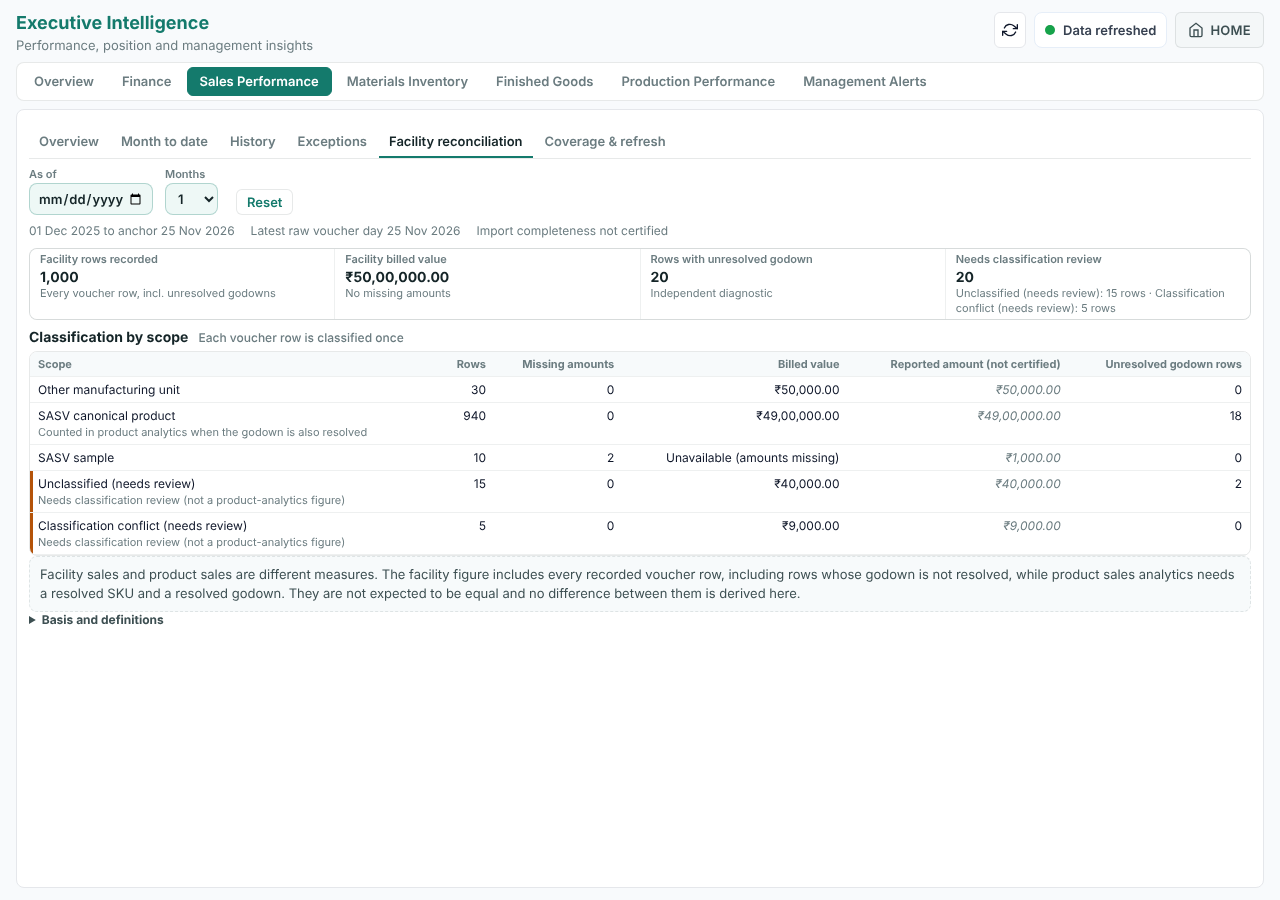 Executive Intelligence
Performance, position and management insights
Data refreshed
HOME
Overview Finance Sales Performance Materials Inventory Finished Goods Production Performance Management Alerts
Overview Month to date History Exceptions Facility reconciliation Coverage & refresh
As of Months
mm/dd/yyyy 1 Reset
01 Dec 2025 to anchor 25 Nov 2026 Latest raw voucher day 25 Nov 2026 Import completeness not certified
Facility rows recorded
1,000
Every voucher row, incl. unresolved godowns
Facility billed value
₹50,00,000.00
No missing amounts
Rows with unresolved godown
20
Independent diagnostic
Needs classification review
20
Unclassified (needs review): 15 rows · Classification
conflict (needs review): 5 rows
Classification by scope Each voucher row is classified once
Scope Rows Missing amounts Billed value Reported amount (not certified) Unresolved godown rows
Other manufacturing unit 30 0 ₹50,000.00 ₹50,000.00 0
SASV canonical product 940 0 ₹49,00,000.00 ₹49,00,000.00 18
Counted in product analytics when the godown is also resolved
SASV sample 10 2 Unavailable (amounts missing) ₹1,000.00 0
Unclassified (needs review) 15 0 ₹40,000.00 ₹40,000.00 2
Needs classification review (not a product-analytics figure)
Classification conflict (needs review) 5 0 ₹9,000.00 ₹9,000.00 0
Needs classification review (not a product-analytics figure)
Facility sales and product sales are different measures. The facility figure includes every recorded voucher row, including rows whose godown is not resolved, while product sales analytics needs
a resolved SKU and a resolved godown. They are not expected to be equal and no difference between them is derived here.
Basis and definitions